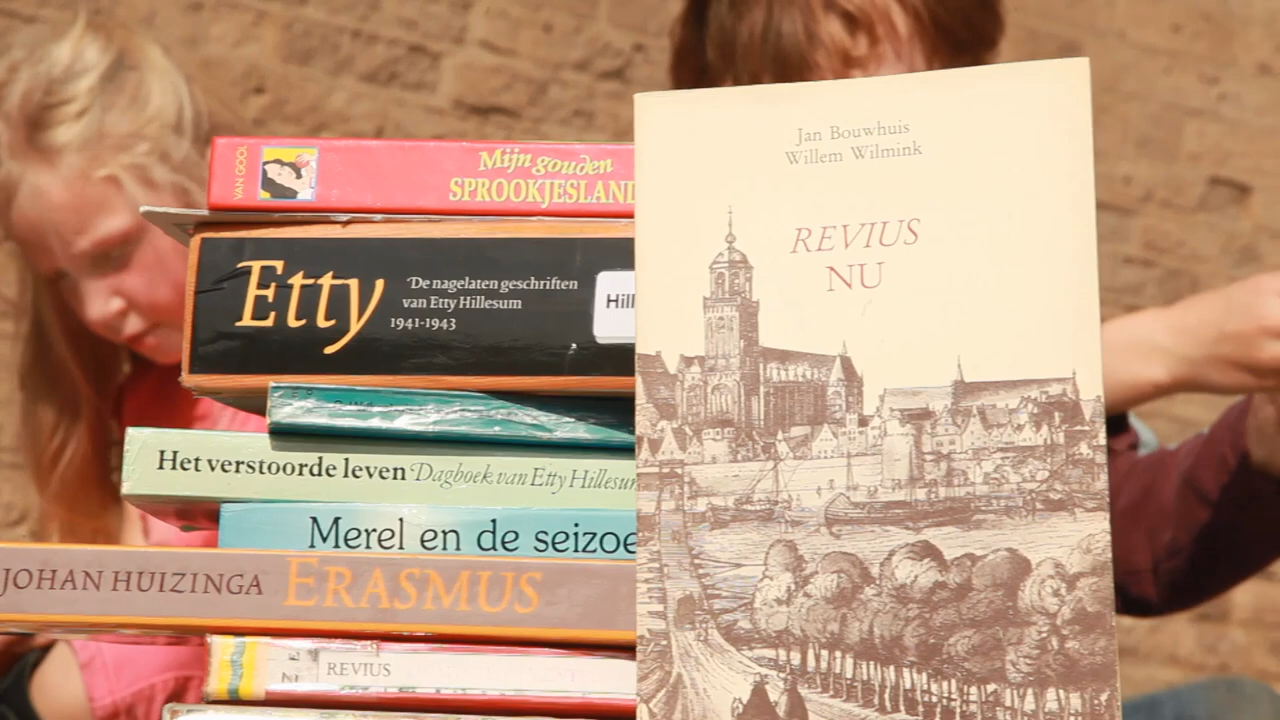 VAN GOOL
Mijn gouden
SPROOKJESLAND
Etty
De nagelaten geschriften
van Etty Hillesum
1941-1943
Hill
Het verstoorde leven Dagboek van Etty Hillesum
Merel en de seizoe
JOHAN HUIZINGA ERASMUS
REVIUS
Jan Bouwhuis
Willem Wilmink
REVIUS
NU